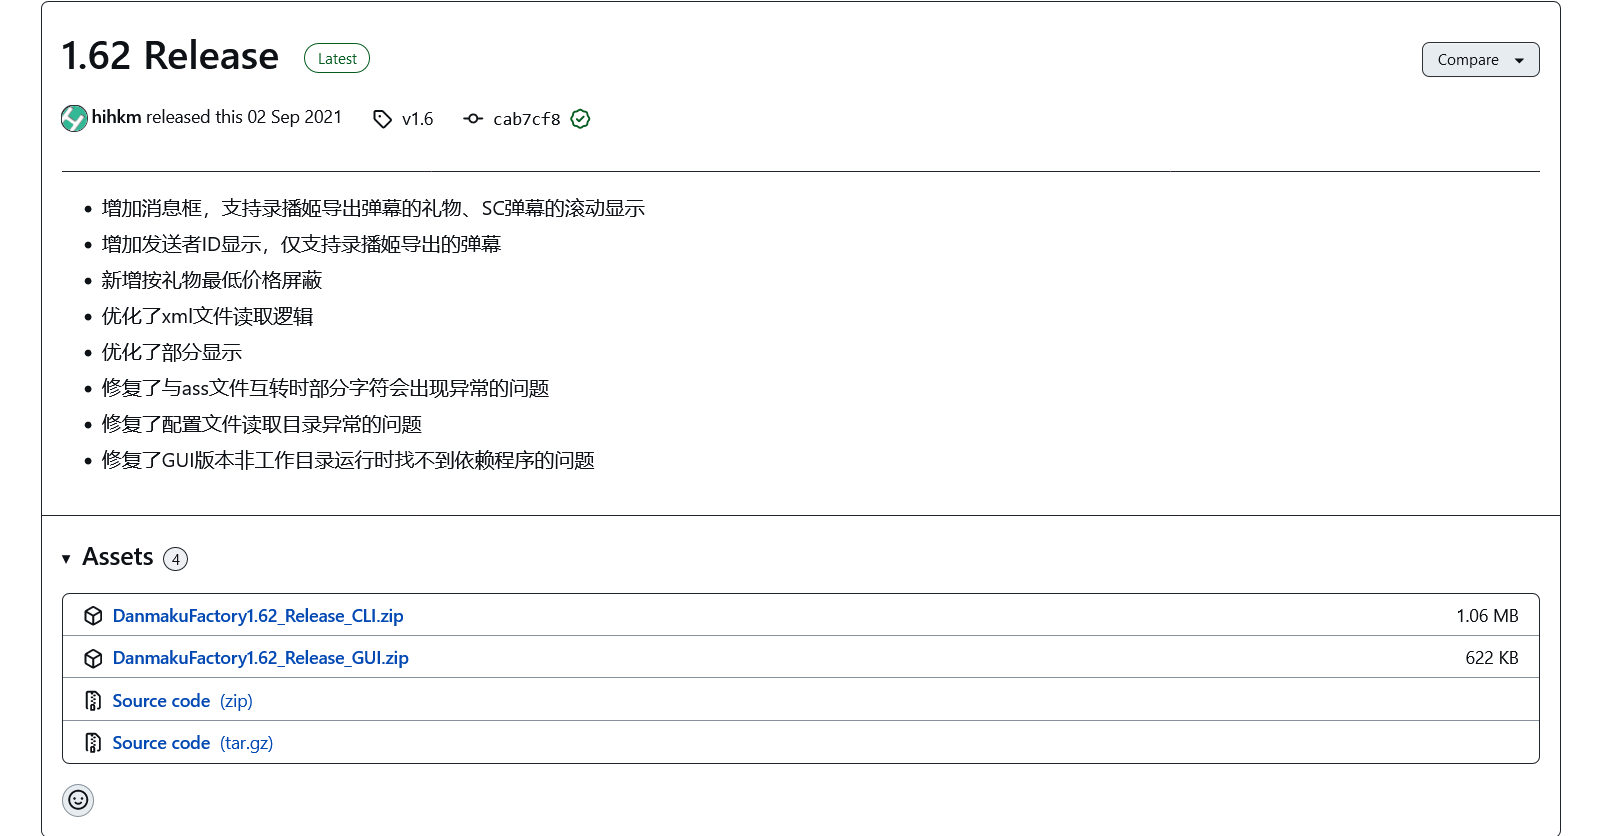 1.62 Release Latest
Compare
hihkm released this 02 Sep 2021 v1.6 cab7cf8
增加消息框，支持录播姬导出弹幕的礼物、SC弹幕的滚动显示
增加发送者ID显示，仅支持录播姬导出的弹幕
新增按礼物最低价格屏蔽
优化了xml文件读取逻辑
优化了部分显示
修复了与ass文件互转时部分字符会出现异常的问题
修复了配置文件读取目录异常的问题
修复了GUI版本非工作目录运行时找不到依赖程序的问题
Assets 4
DanmakuFactory1.62_Release_CLI.zip 1.06 MB
DanmakuFactory1.62_Release_GUI.zip 622 KB
Source code (zip)
Source code (tar.gz)